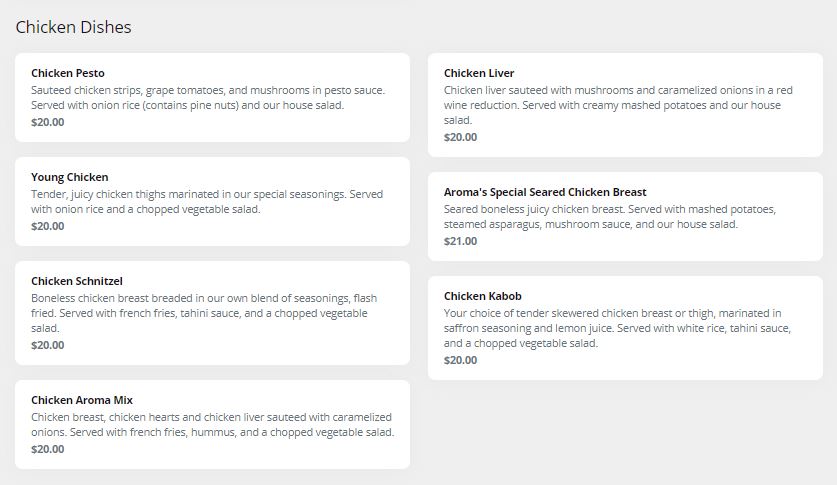 Chicken Dishes
Chicken Pesto
Sauteed chicken strips, grape tomatoes, and mushrooms in pesto sauce.
Served with onion rice (contains pine nuts) and our house salad.
$20.00
Young Chicken
Tender, juicy chicken thighs marinated in our special seasonings. Served
with onion rice and a chopped vegetable salad.
$20.00
Chicken Schnitzel
Boneless chicken breast breaded in our own blend of seasonings, flash
fried. Served with french fries, tahini sauce, and a chopped vegetable
salad.
$20.00
Chicken Aroma Mix
Chicken breast, chicken hearts and chicken liver sauteed with caramelized
onions. Served with french fries, hummus, and a chopped vegetable salad.
$20.00
Chicken Liver
Chicken liver sauteed with mushrooms and caramelized onions in a red
wine reduction. Served with creamy mashed potatoes and our house
salad.
$20.00
Aroma's Special Seared Chicken Breast
Seared boneless juicy chicken breast. Served with mashed potatoes,
steamed asparagus, mushroom sauce, and our house salad.
$21.00
Chicken Kabob
Your choice of tender skewered chicken breast or thigh, marinated in
saffron seasoning and lemon juice. Served with white rice, tahini sauce,
and a chopped vegetable salad.
$20.00